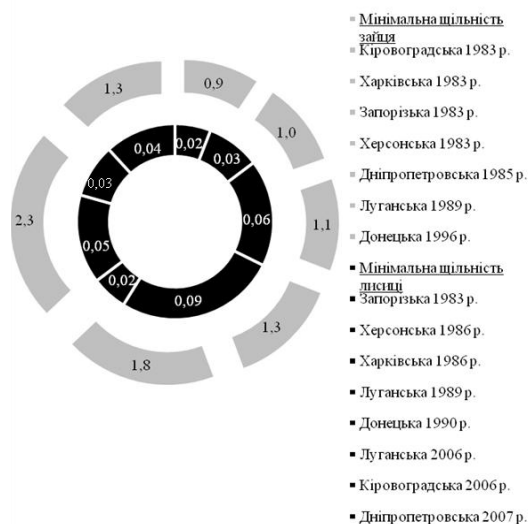 Мінімальна щільність
зайця
Кіровоградська 1983 р.
Харківська 1983 р.
Запорізька 1983 р.
Херсонська 1983 р.
Дніпропетровська 1985 р.
Луганська 1989 р.
Донецька 1996 р.
Мінімальна щільність
лисиці
Запорізька 1983 р.
Херсонська 1986 р.
Харківська 1986 р.
Луганська 1989 р.
Донецька 1990 р.
Луганська 2006 р.
Кіровоградська 2006 р.
Дніпропетровська 2007 р.
0,9
1,0
1,1
1,3
1,8
2,3
1,3
0,02
0,03
0,06
0,09
0,02
0,05
0,03
0,04